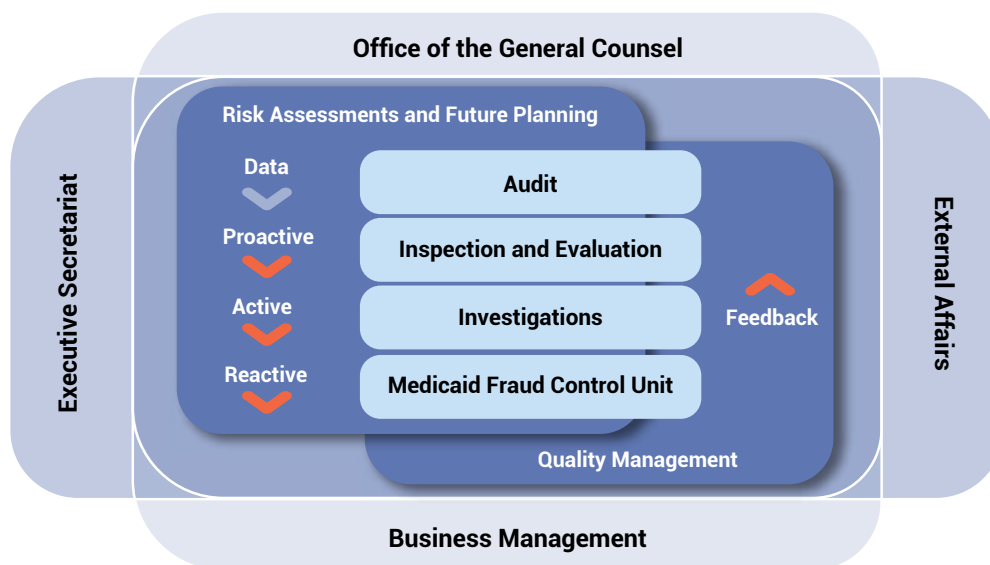 Office of the General Counsel
Executive Secretariat
Risk Assessments and Future Planning
Data
Proactive
Active
Reactive
Audit
Inspection and Evaluation
Investigations
Medicaid Fraud Control Unit
Feedback
Quality Management
External Affairs
Business Management